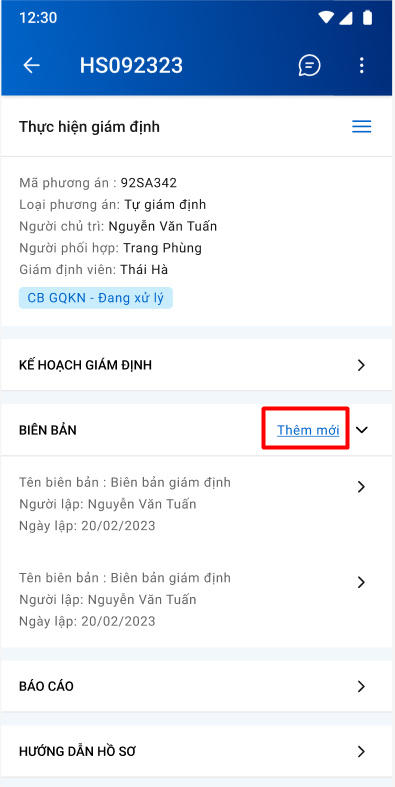 12:30
HS092323
Thực hiện giám định
Mã phương án : 92SA342
Loại phương án: Tự giám định
Người chủ trì: Nguyễn Văn Tuấn
Người phối hợp: Trang Phùng
Giám định viên: Thái Hà
CB GQKN - Đang xử lý
KẾ HOẠCH GIÁM ĐỊNH
BIÊN BẢN Thêm mới
Tên biên bản : Biên bản giám định
Người lập: Nguyễn Văn Tuấn
Ngày lập: 20/02/2023
Tên biên bản : Biên bản giám định
Người lập: Nguyễn Văn Tuấn
Ngày lập: 20/02/2023
BÁO CÁO
HƯỚNG DẪN HỒ SƠ